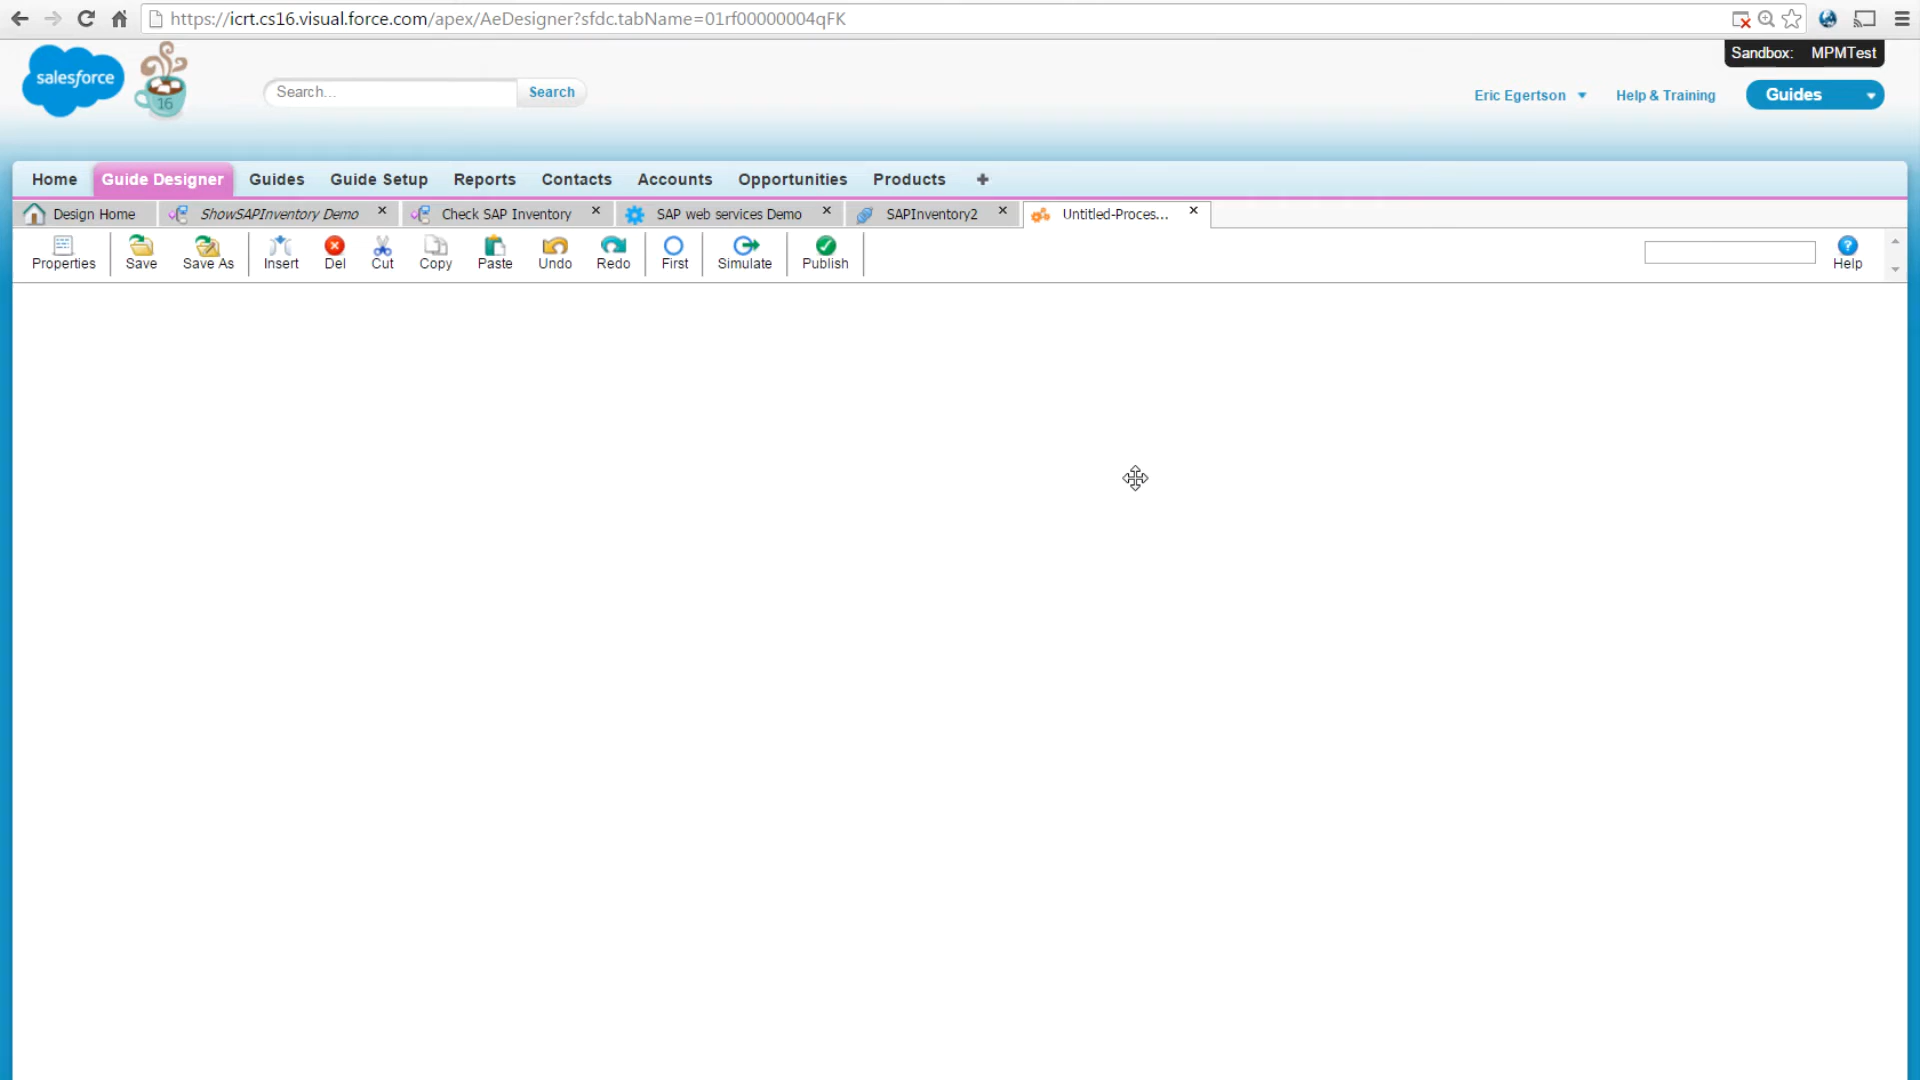 https://icrt.cs16.visual.force.com/apex/AeDesigner?sfdc.tabName=01rf00000004qFK
Sandbox: MPMTest
salesforce
16
Search...
Search
Eric Egertson
Help & Training
Guides
Home
Guide Designer
Guides
Guide Setup
Reports
Contacts
Accounts
Opportunities
Products
Design Home
ShowSAPInventory Demo
Check SAP Inventory
SAP web services Demo
SAPInventory2
Untitled-Proces...
Properties
Save
Save As
Insert
Del
Cut
Copy
Paste
Undo
Redo
First
Simulate
Publish
Help